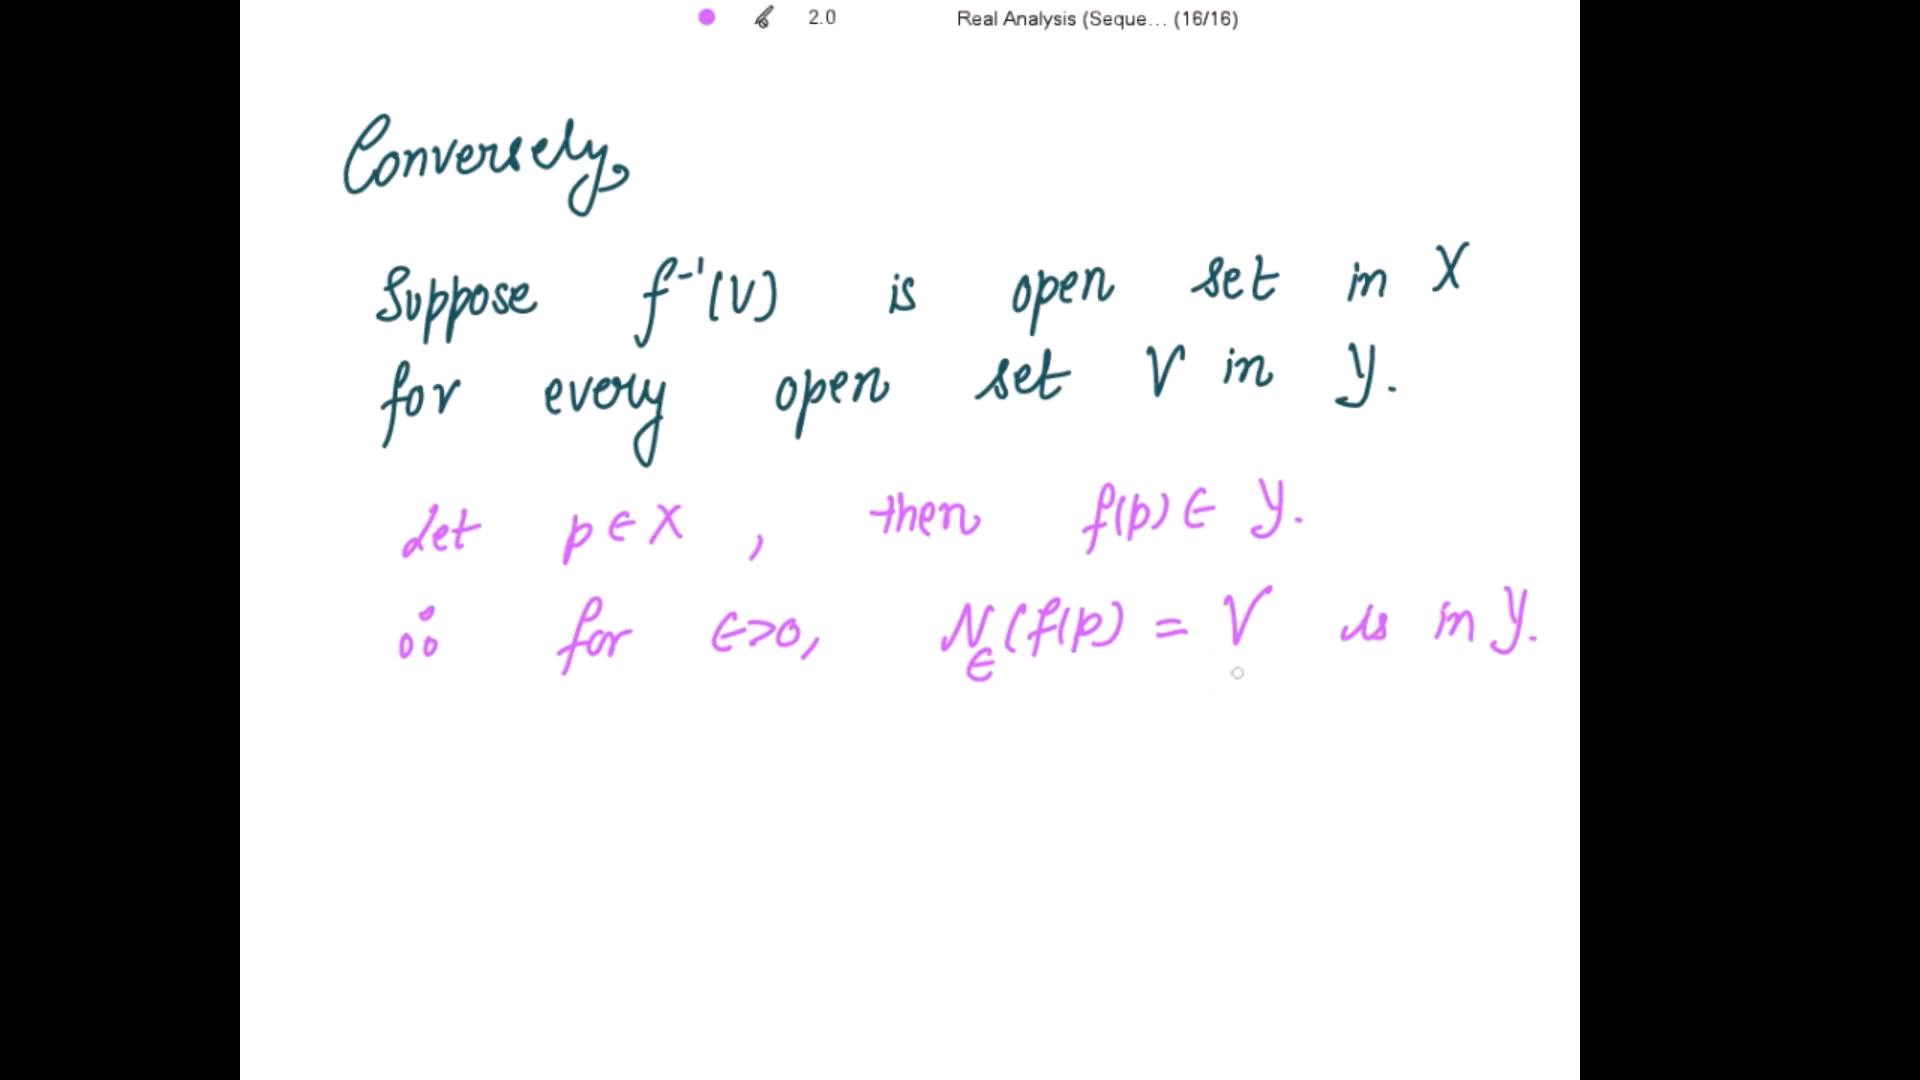 2.0 Real Analysis (Seque... (16/16)
Conversely,
Suppose f⁻¹(V) is open set in X
for every open set V in Y.
Let p ∈ X , then f(p) ∈ Y.
∴ for ϵ>0, N_ϵ(f(p) = V is in Y.